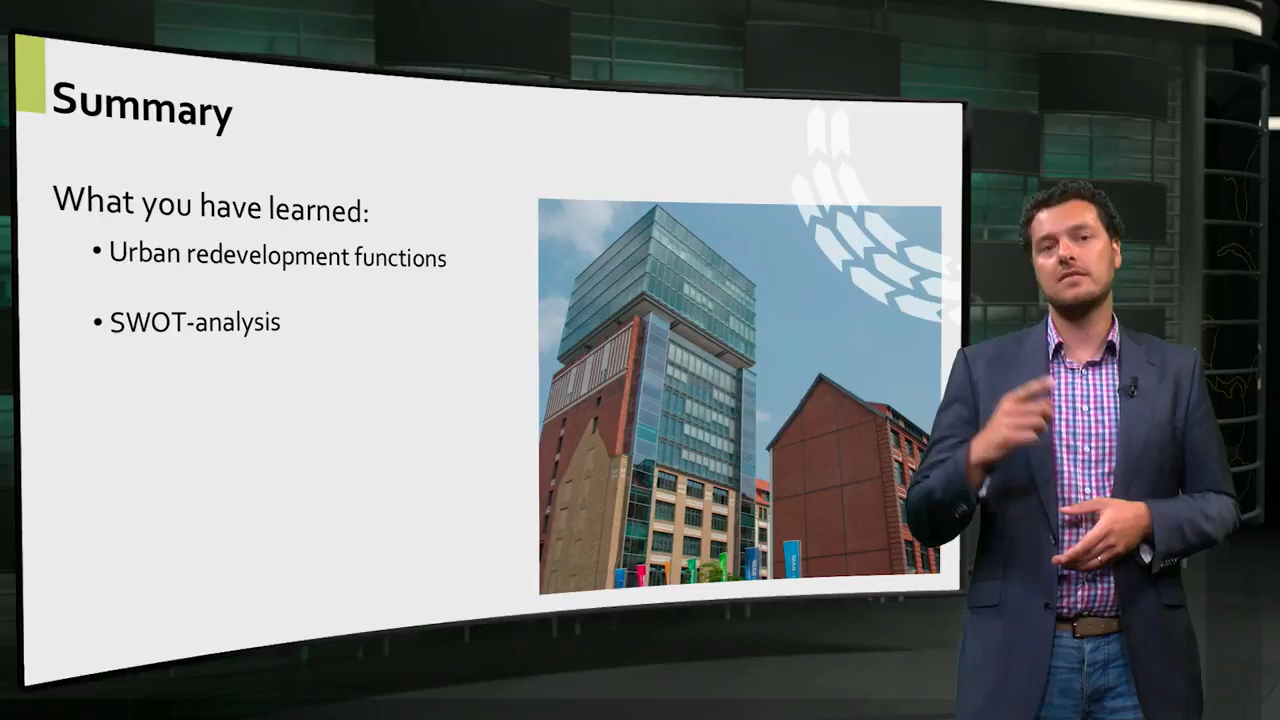 Summary
What you have learned:
• Urban redevelopment functions
• SWOT-analysis